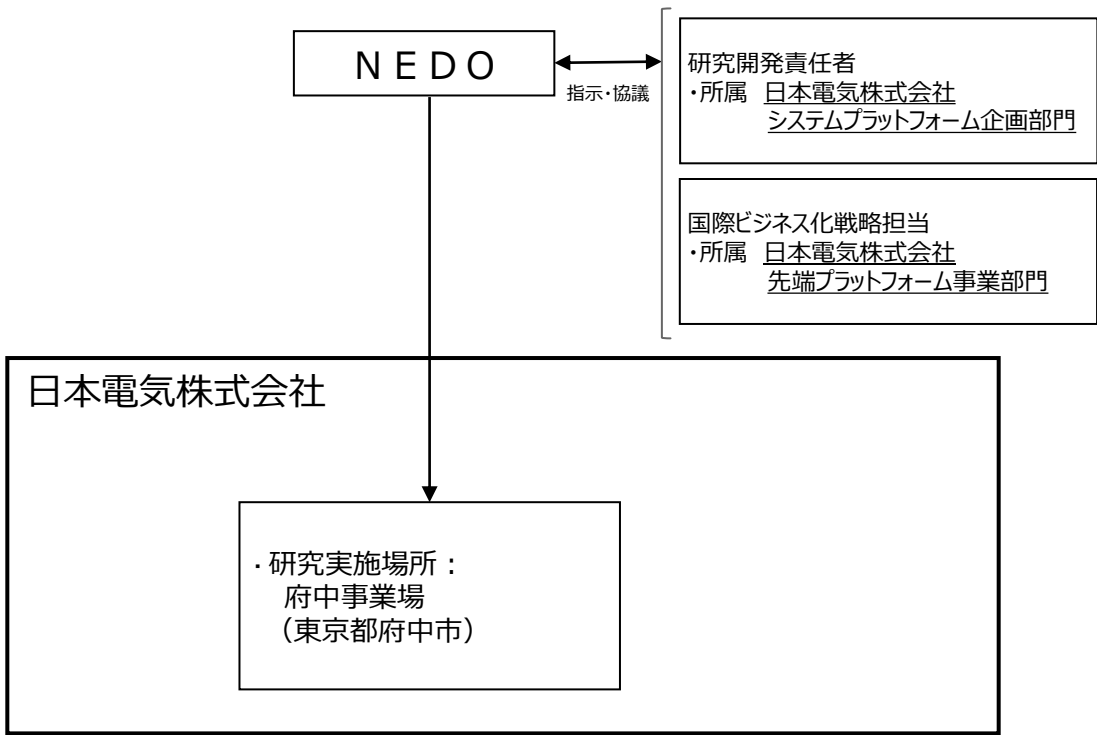 ＮＥＤＯ
指示・協議
研究開発責任者
・所属　日本電気株式会社
システムプラットフォーム企画部門
国際ビジネス化戦略担当
・所属　日本電気株式会社
先端プラットフォーム事業部門
日本電気株式会社
・研究実施場所：
府中事業場
（東京都府中市）